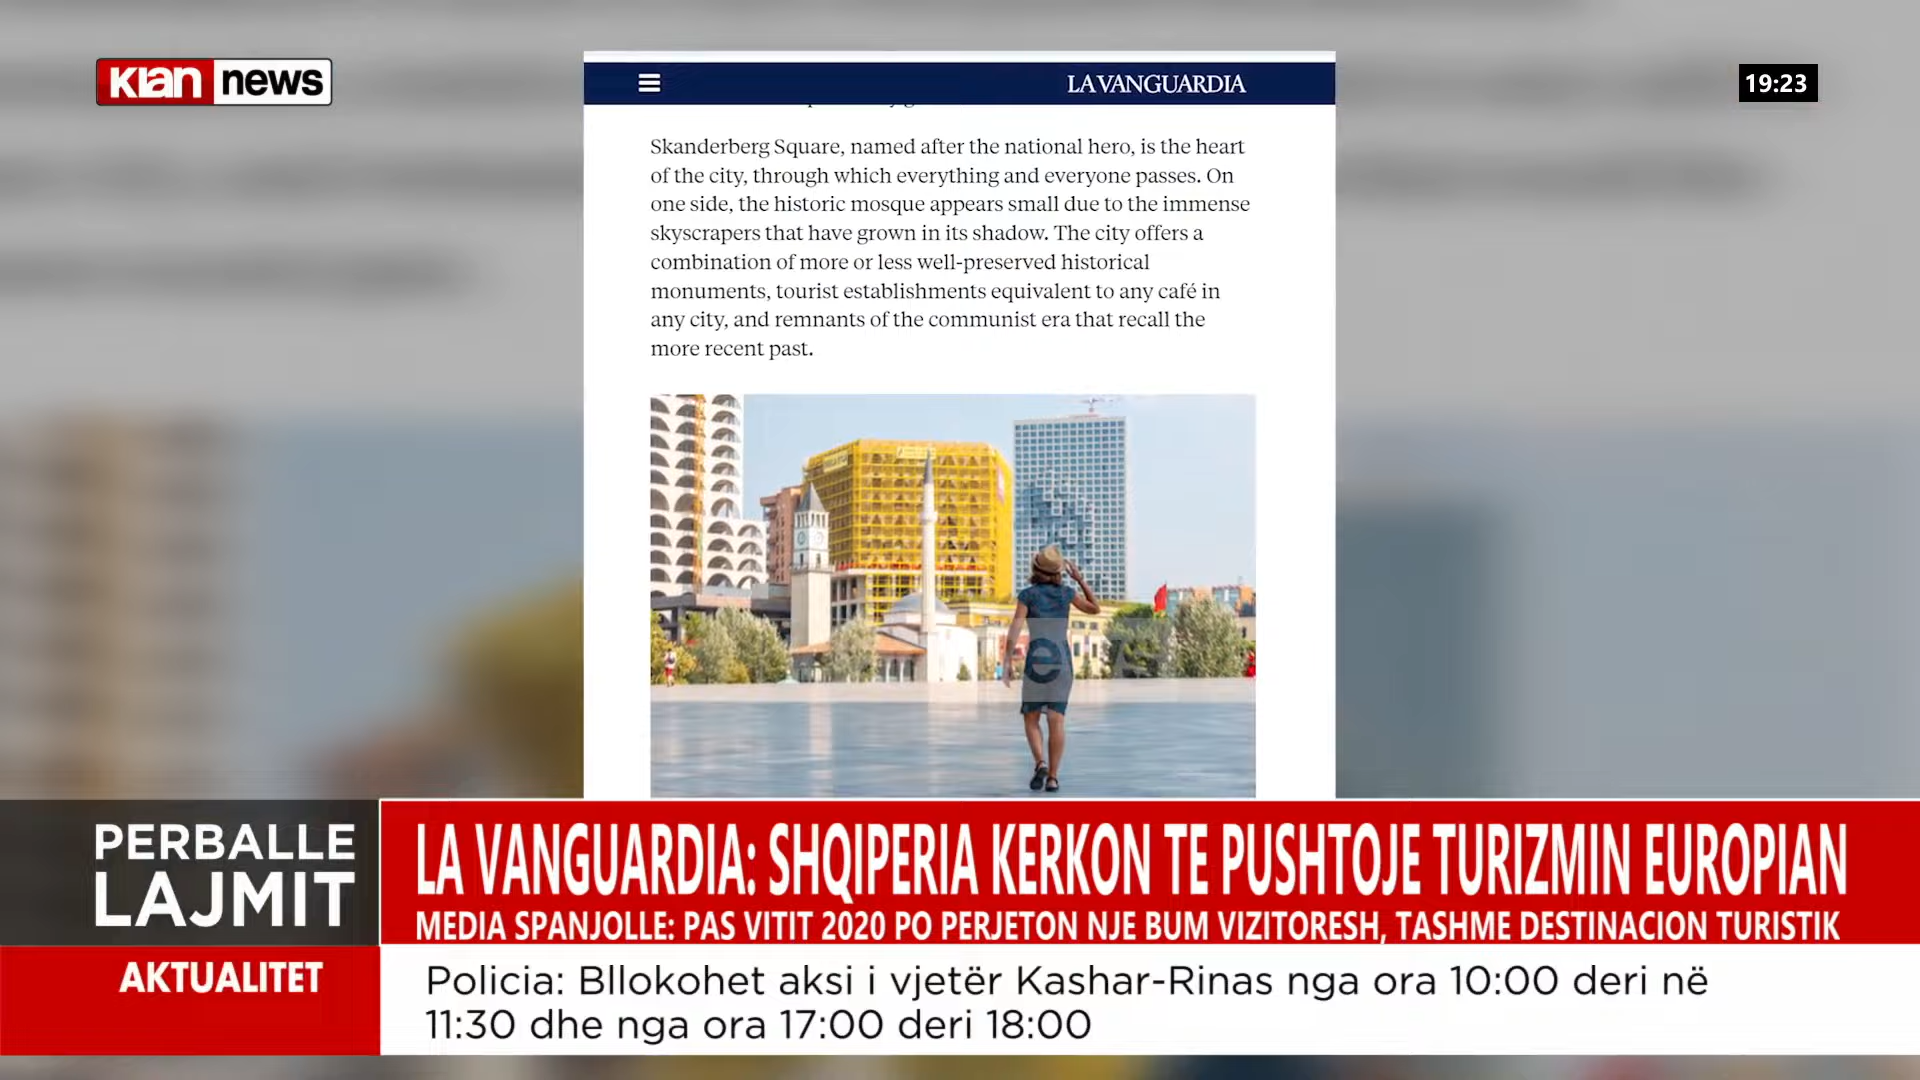 klan news
LA VANGUARDIA
19:23
Skanderberg Square, named after the national hero, is the heart
of the city, through which everything and everyone passes. On
one side, the historic mosque appears small due to the immense
skyscrapers that have grown in its shadow. The city offers a
combination of more or less well-preserved historical
monuments, tourist establishments equivalent to any café in
any city, and remnants of the communist era that recall the
more recent past.
PERBALLE
LAJMIT
LA VANGUARDIA: SHQIPERIA KERKON TE PUSHTOJE TURIZMIN EUROPIAN
MEDIA SPANJOLLE: PAS VITIT 2020 PO PERJETON NJE BUM VIZITORESH, TASHME DESTINACION TURISTIK
AKTUALITET
Policia: Bllokohet aksi i vjetër Kashar-Rinas nga ora 10:00 deri në
11:30 dhe nga ora 17:00 deri 18:00